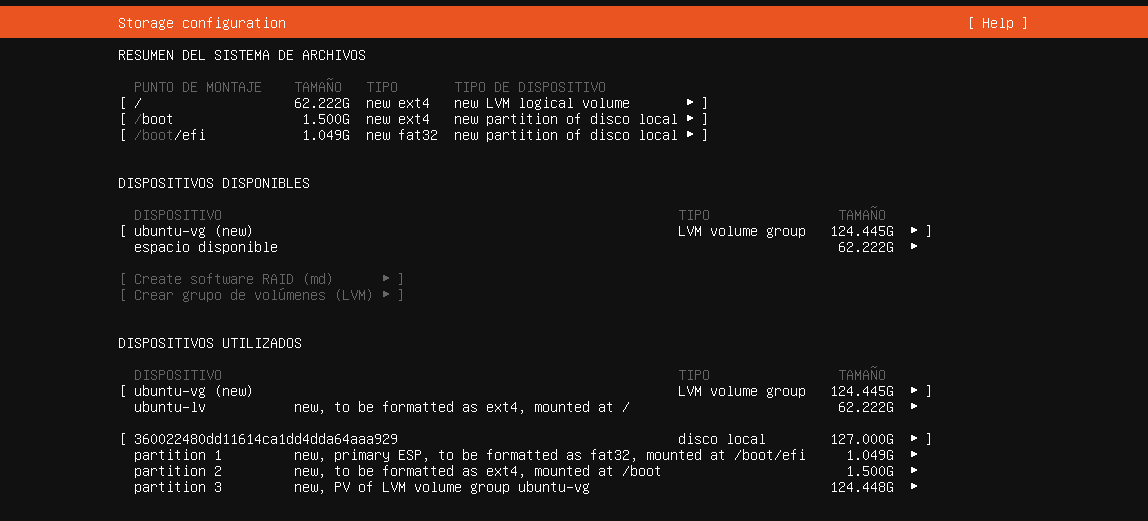 Storage configuration [ Help ]
RESUMEN DEL SISTEMA DE ARCHIVOS
PUNTO DE MONTAJE TAMAÑO TIPO TIPO DE DISPOSITIVO
[ / 62.222G new ext4 new LVM logical volume ▸ ]
[ /boot 1.500G new ext4 new partition of disco local ▸ ]
[ /boot/efi 1.049G new fat32 new partition of disco local ▸ ]
DISPOSITIVOS DISPONIBLES
DISPOSITIVO TIPO TAMAÑO
[ ubuntu-vg (new) LVM volume group 124.445G ▸ ]
espacio disponible 62.222G ▸
[ Create software RAID (md) ▸ ]
[ Crear grupo de volúmenes (LVM) ▸ ]
DISPOSITIVOS UTILIZADOS
DISPOSITIVO TIPO TAMAÑO
[ ubuntu-vg (new) LVM volume group 124.445G ▸ ]
ubuntu-lv new, to be formatted as ext4, mounted at / 62.222G ▸
[ 360022480dd11614ca1dd4dda64aaa929 disco local 127.000G ▸ ]
partition 1 new, primary ESP, to be formatted as fat32, mounted at /boot/efi 1.049G ▸
partition 2 new, to be formatted as ext4, mounted at /boot 1.500G ▸
partition 3 new, PV of LVM volume group ubuntu-vg 124.448G ▸